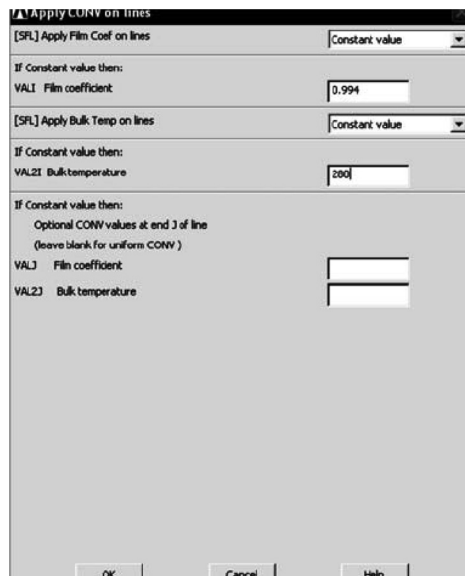 Apply CONV on lines
[SFL] Apply Film Coef on lines Constant value
If Constant value then:
VALI Film coefficient 0.994
[SFL] Apply Bulk Temp on lines Constant value
If Constant value then:
VAL2I Bulk temperature 280
If Constant value then:
Optional CONV values at end J of line
(leave blank for uniform CONV )
VALJ Film coefficient
VAL2J Bulk temperature
OK Cancel Help